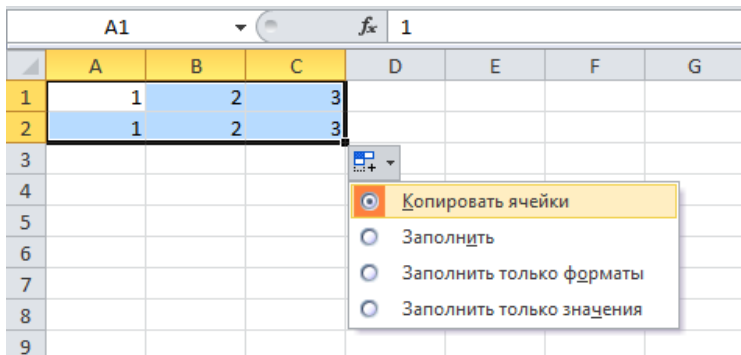 A1 fx 1
A B C D E F G
1 1 2 3
2 1 2 3
3
4
Копировать ячейки
5
Заполнить
6
Заполнить только форматы
7
8
Заполнить только значения
9